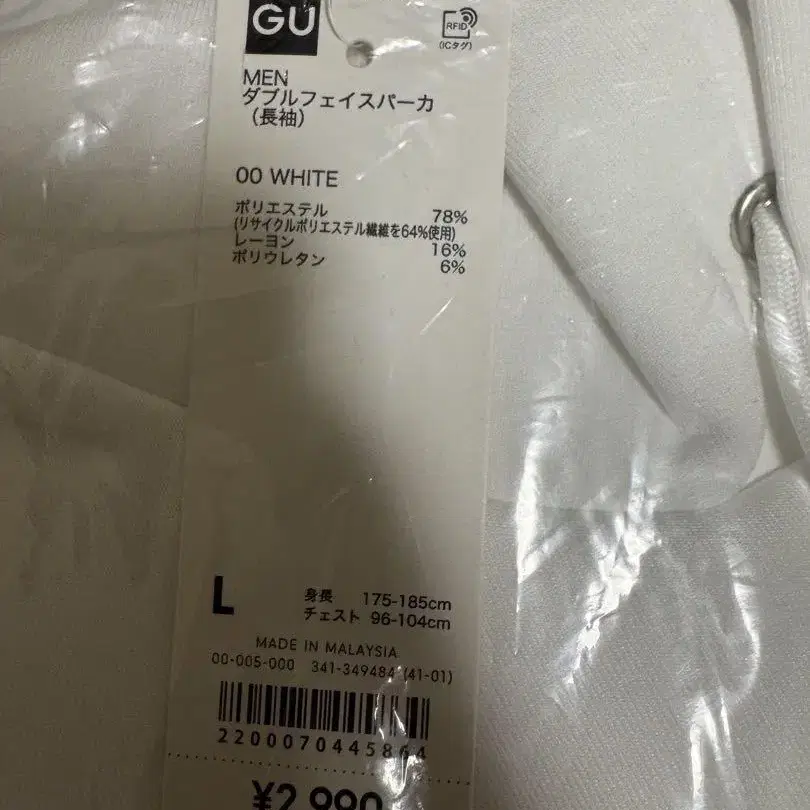 GU
RFID
(ICタグ)
MEN
ダブルフェイスパーカ
(長袖)
00 WHITE
ポリエステル 78%
(リサイクルポリエステル繊維を64%使用)
レーヨン 16%
ポリウレタン 6%
L 身長 175-185cm
チェスト 96-104cm
MADE IN MALAYSIA
00-005-000 341-349484 (41-01)
2200070445864
¥2,990